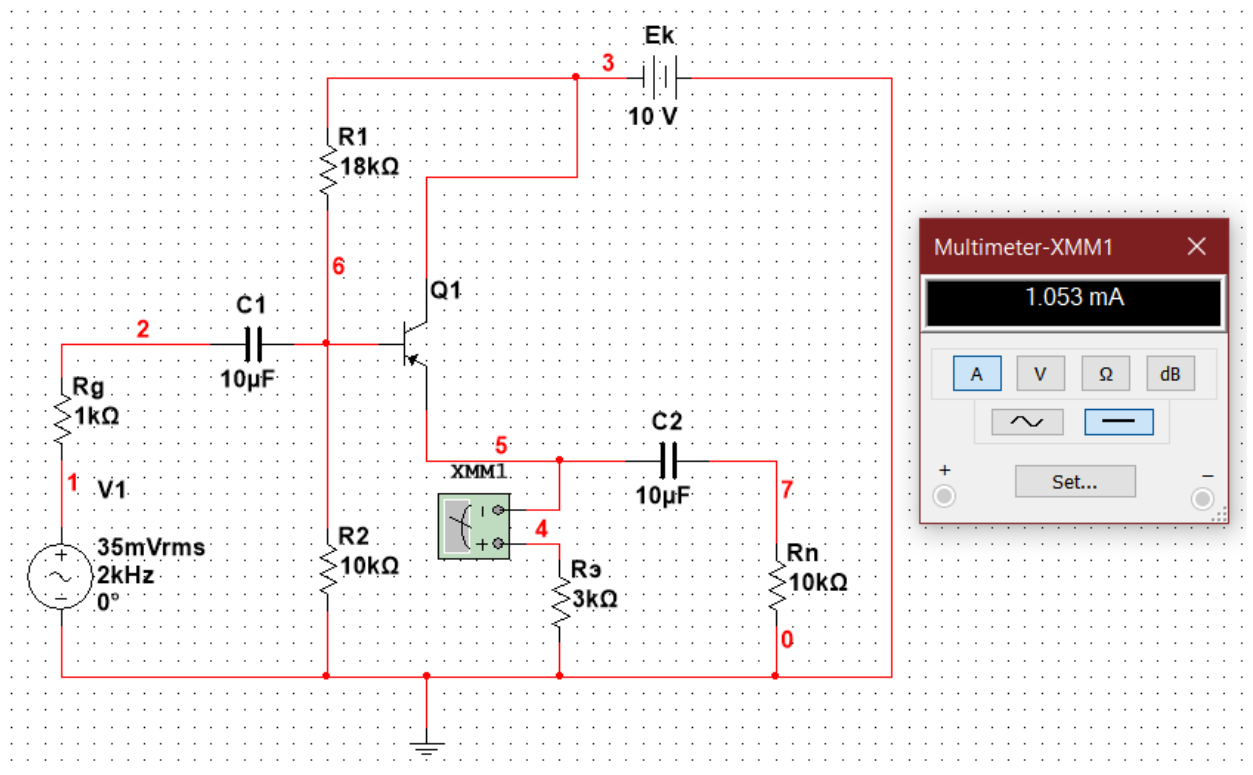 Ek
3
10 V
R1
18kΩ
6
Q1
C1
2
10µF
Rg
1kΩ
C2
5
XMM1
10µF
1
V1
7
4
R2
10kΩ
35mVrms
2kHz
0°
Rэ
3kΩ
Rn
10kΩ
0
Multimeter-XMM1
1.053 mA
A
V
Ω
dB
+
Set...
−